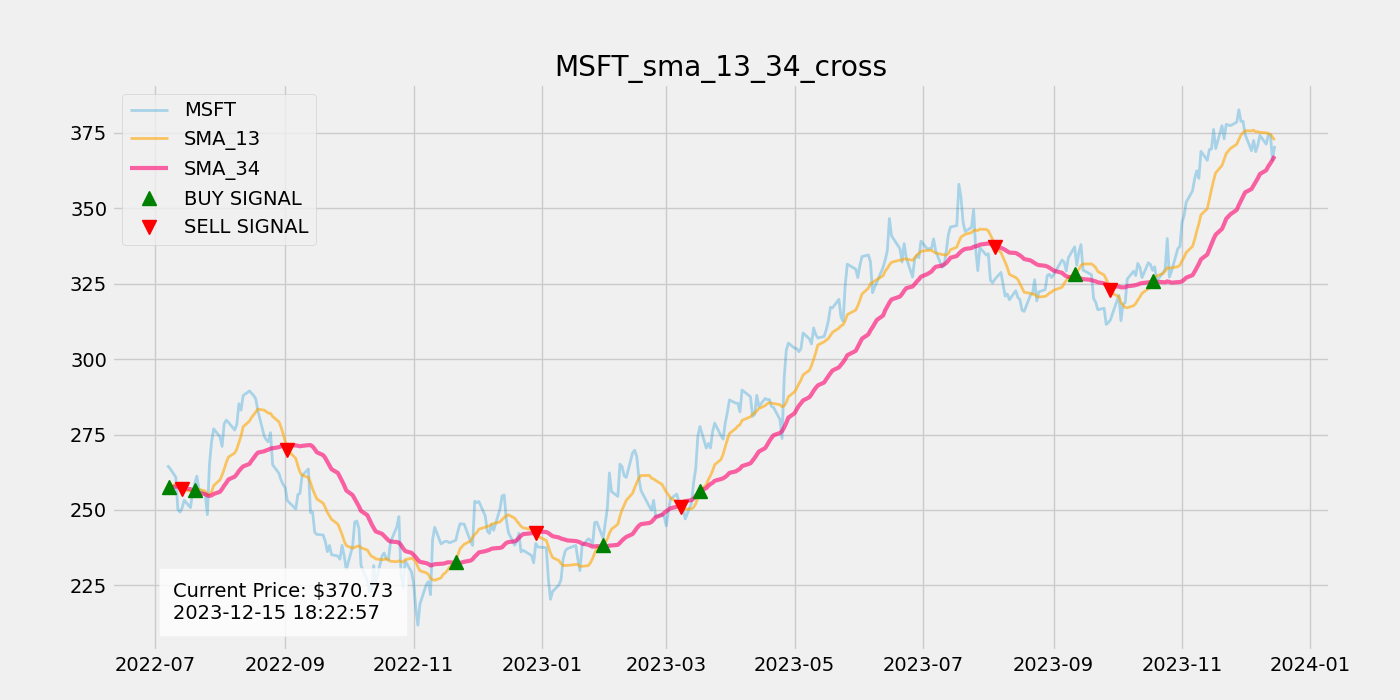 MSFT_sma_13_34_cross
MSFT
SMA_13
SMA_34
BUY SIGNAL
SELL SIGNAL
375
350
325
300
275
250
225
Current Price: $370.73
2023-12-15 18:22:57
2022-07 2022-09 2022-11 2023-01 2023-03 2023-05 2023-07 2023-09 2023-11 2024-01